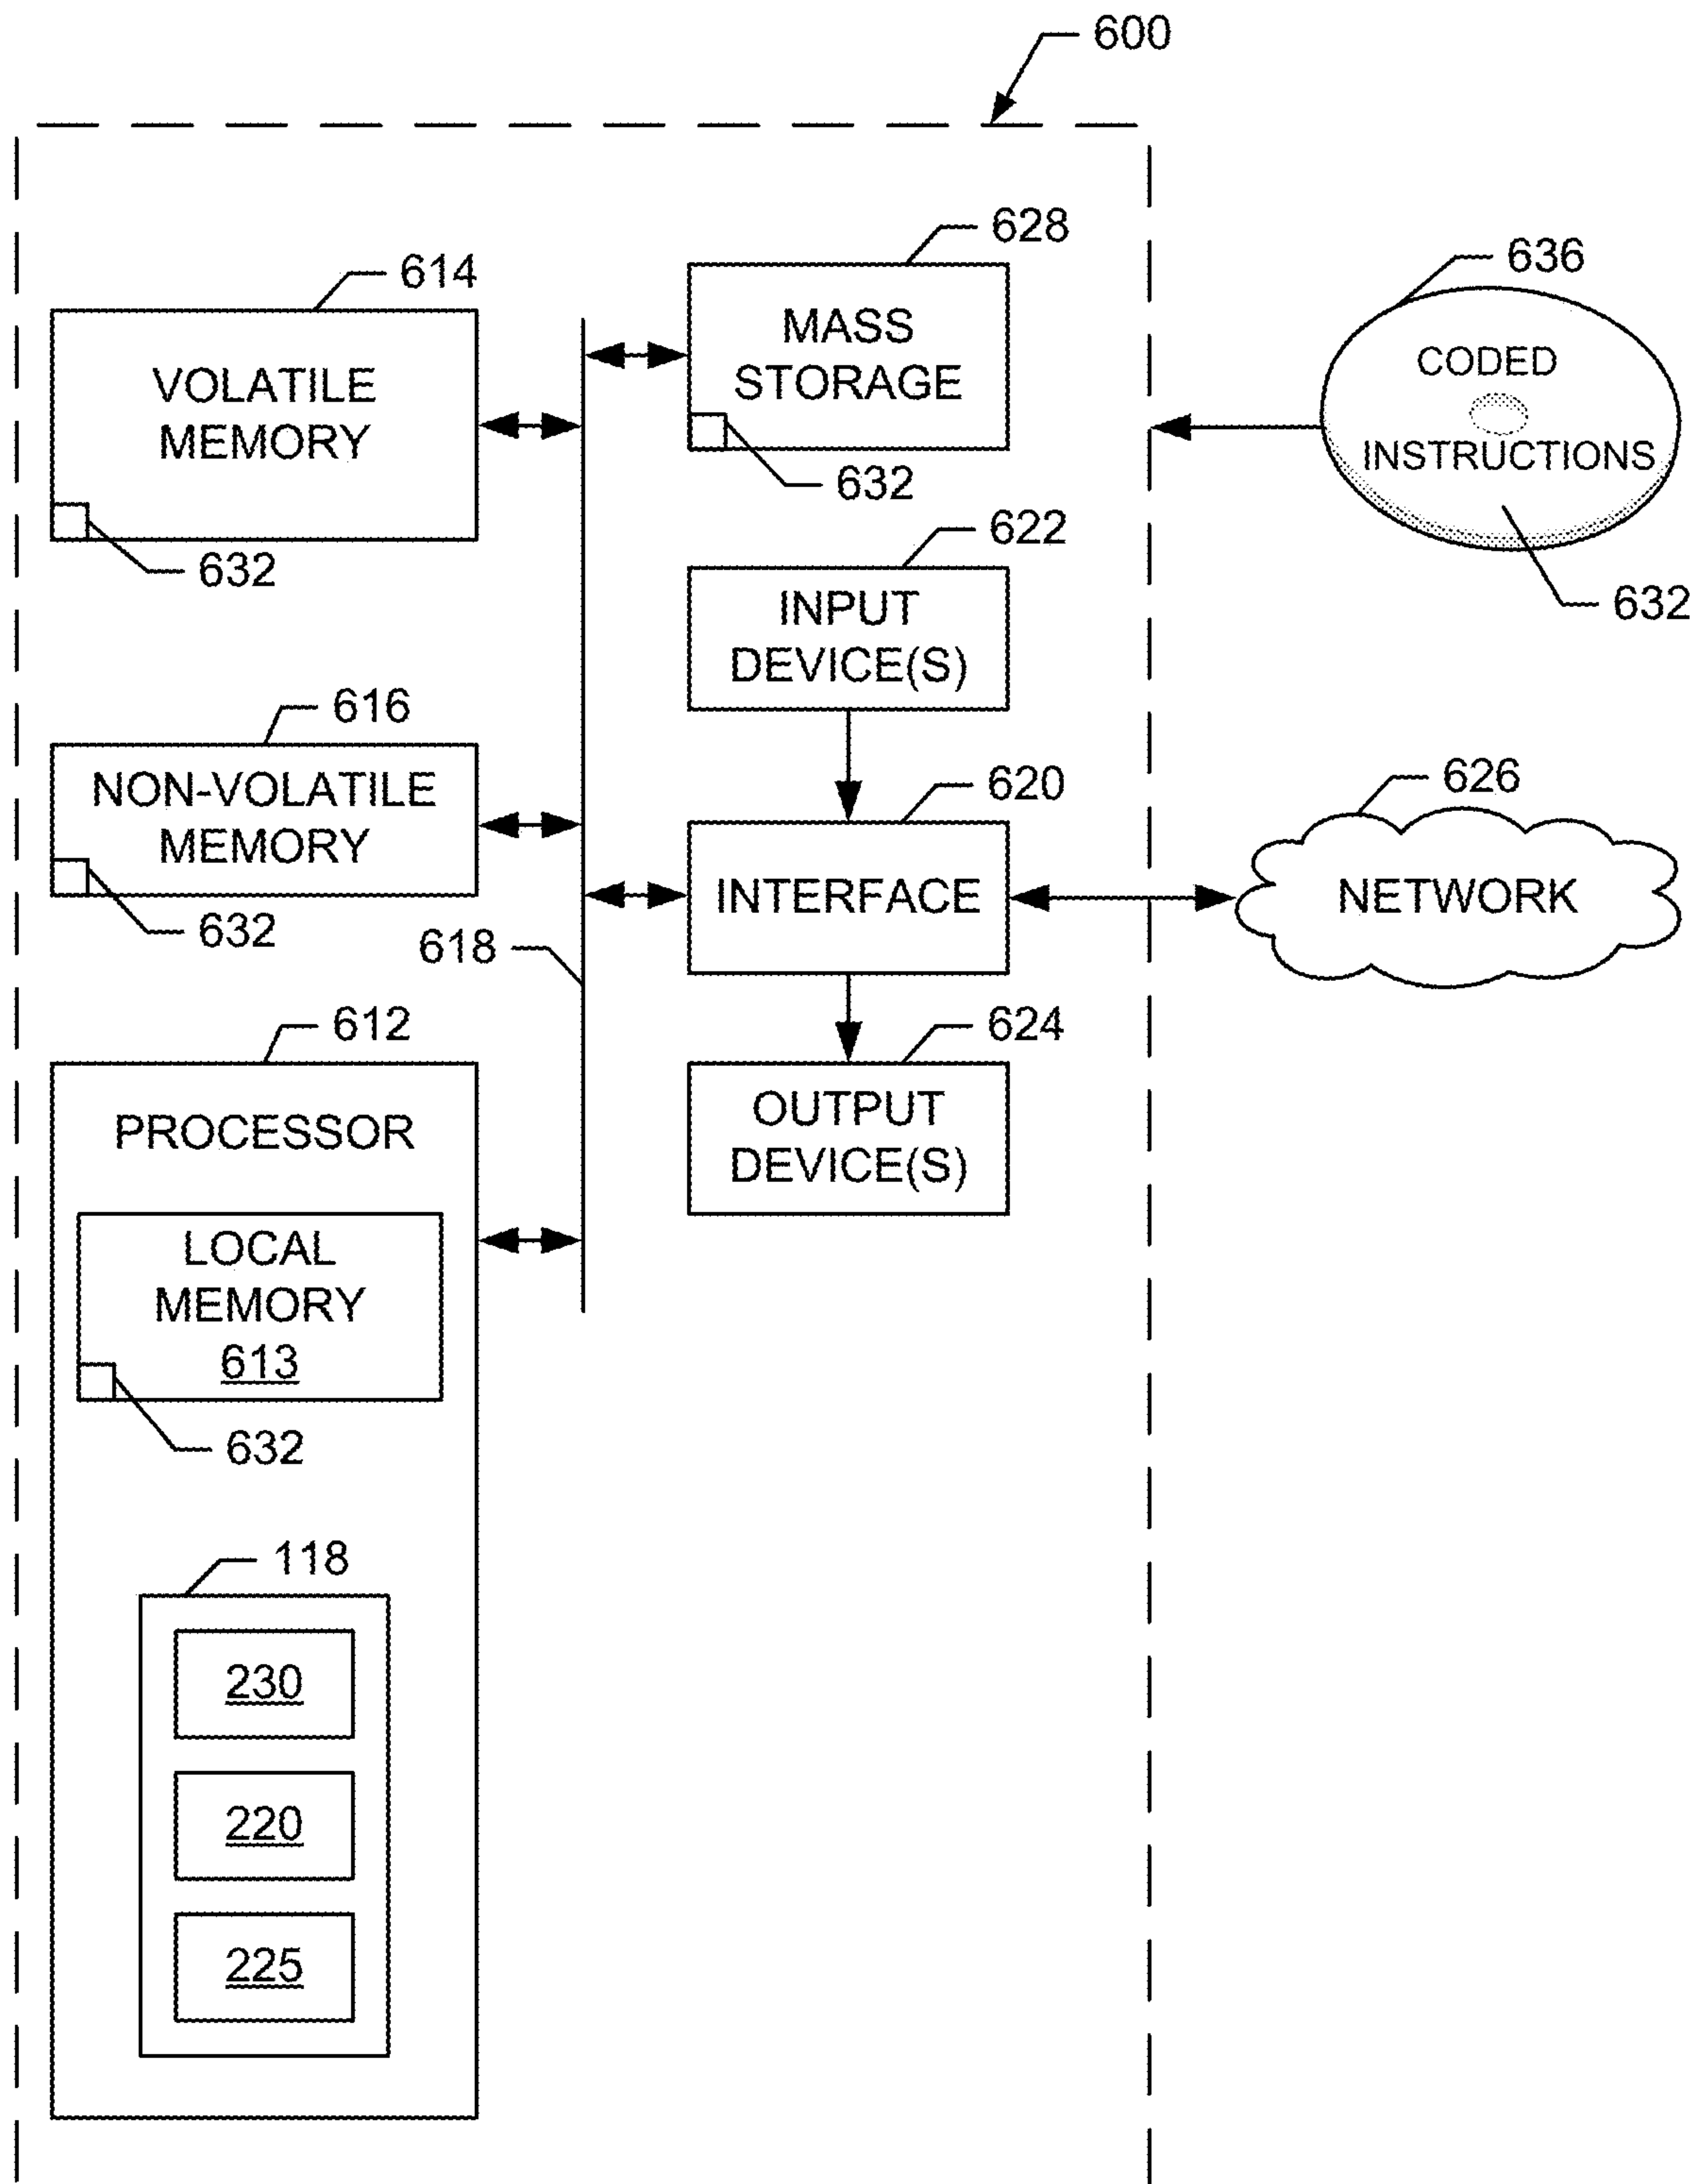 600
628
614
636
MASS
STORAGE
CODED
VOLATILE
MEMORY
INSTRUCTIONS
632
632
622
632
INPUT
DEVICE(S)
616
626
NON-VOLATILE
MEMORY
620
INTERFACE
NETWORK
632
618
612
624
PROCESSOR
OUTPUT
DEVICE(S)
LOCAL
MEMORY
613
632
118
230
220
225